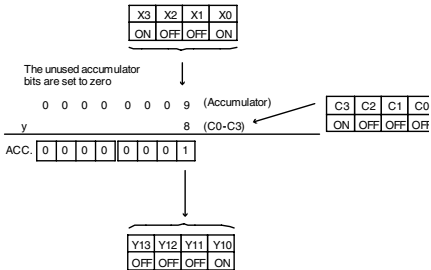 X3 X2 X1 X0
ON OFF OFF ON
The unused accumulator
bits are set to zero
0 0 0 0 0 0 0 9 (Accumulator)
y 8 (C0-C3)
C3 C2 C1 C0
ON OFF OFF OFF
ACC. 0 0 0 0 0 0 0 1
Y13 Y12 Y11 Y10
OFF OFF OFF ON